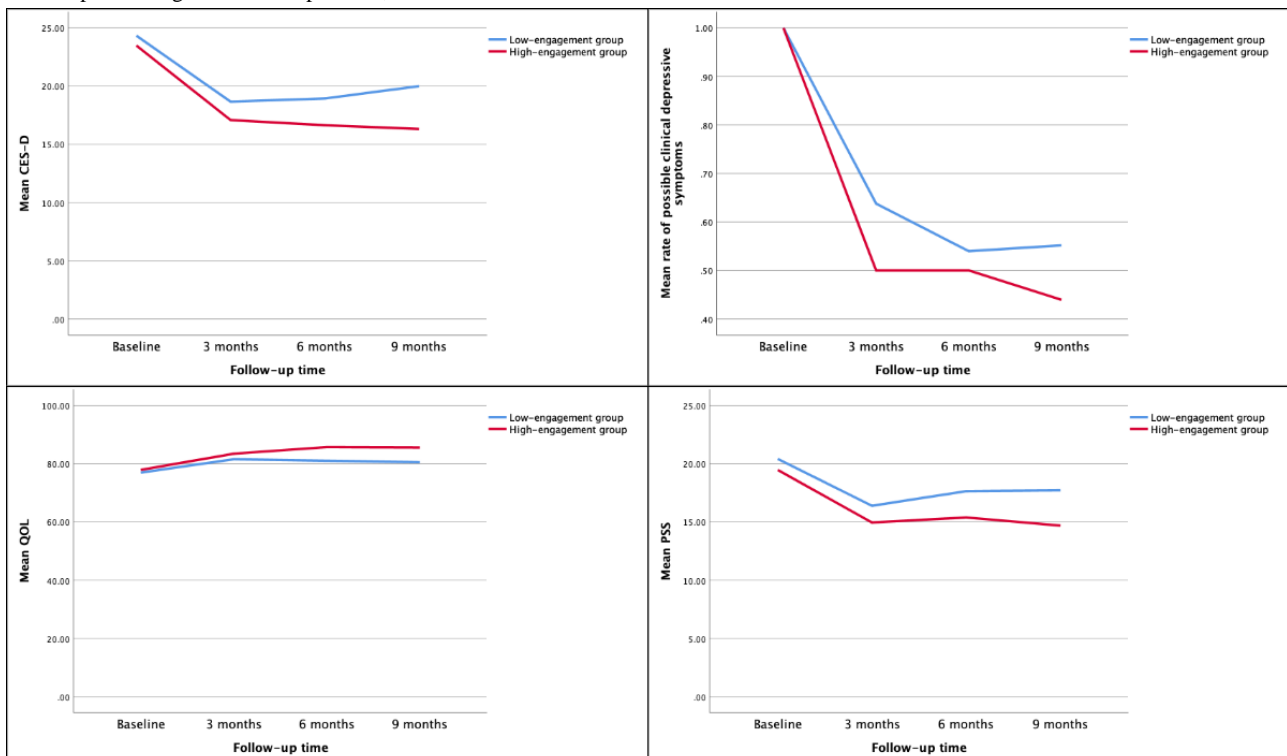 25.00
20.00
15.00
10.00
5.00
.00
Mean CES-D
Baseline 3 months 6 months 9 months
Follow-up time
Low-engagement group
High-engagement group
1.00
.90
.80
.70
.60
.50
.40
Mean rate of possible clinical depressive
symptoms
Baseline 3 months 6 months 9 months
Follow-up time
Low-engagement group
High-engagement group
100.00
80.00
60.00
40.00
20.00
.00
Mean QOL
Baseline 3 months 6 months 9 months
Follow-up time
Low-engagement group
High-engagement group
25.00
20.00
15.00
10.00
5.00
.00
Mean PSS
Baseline 3 months 6 months 9 months
Follow-up time
Low-engagement group
High-engagement group